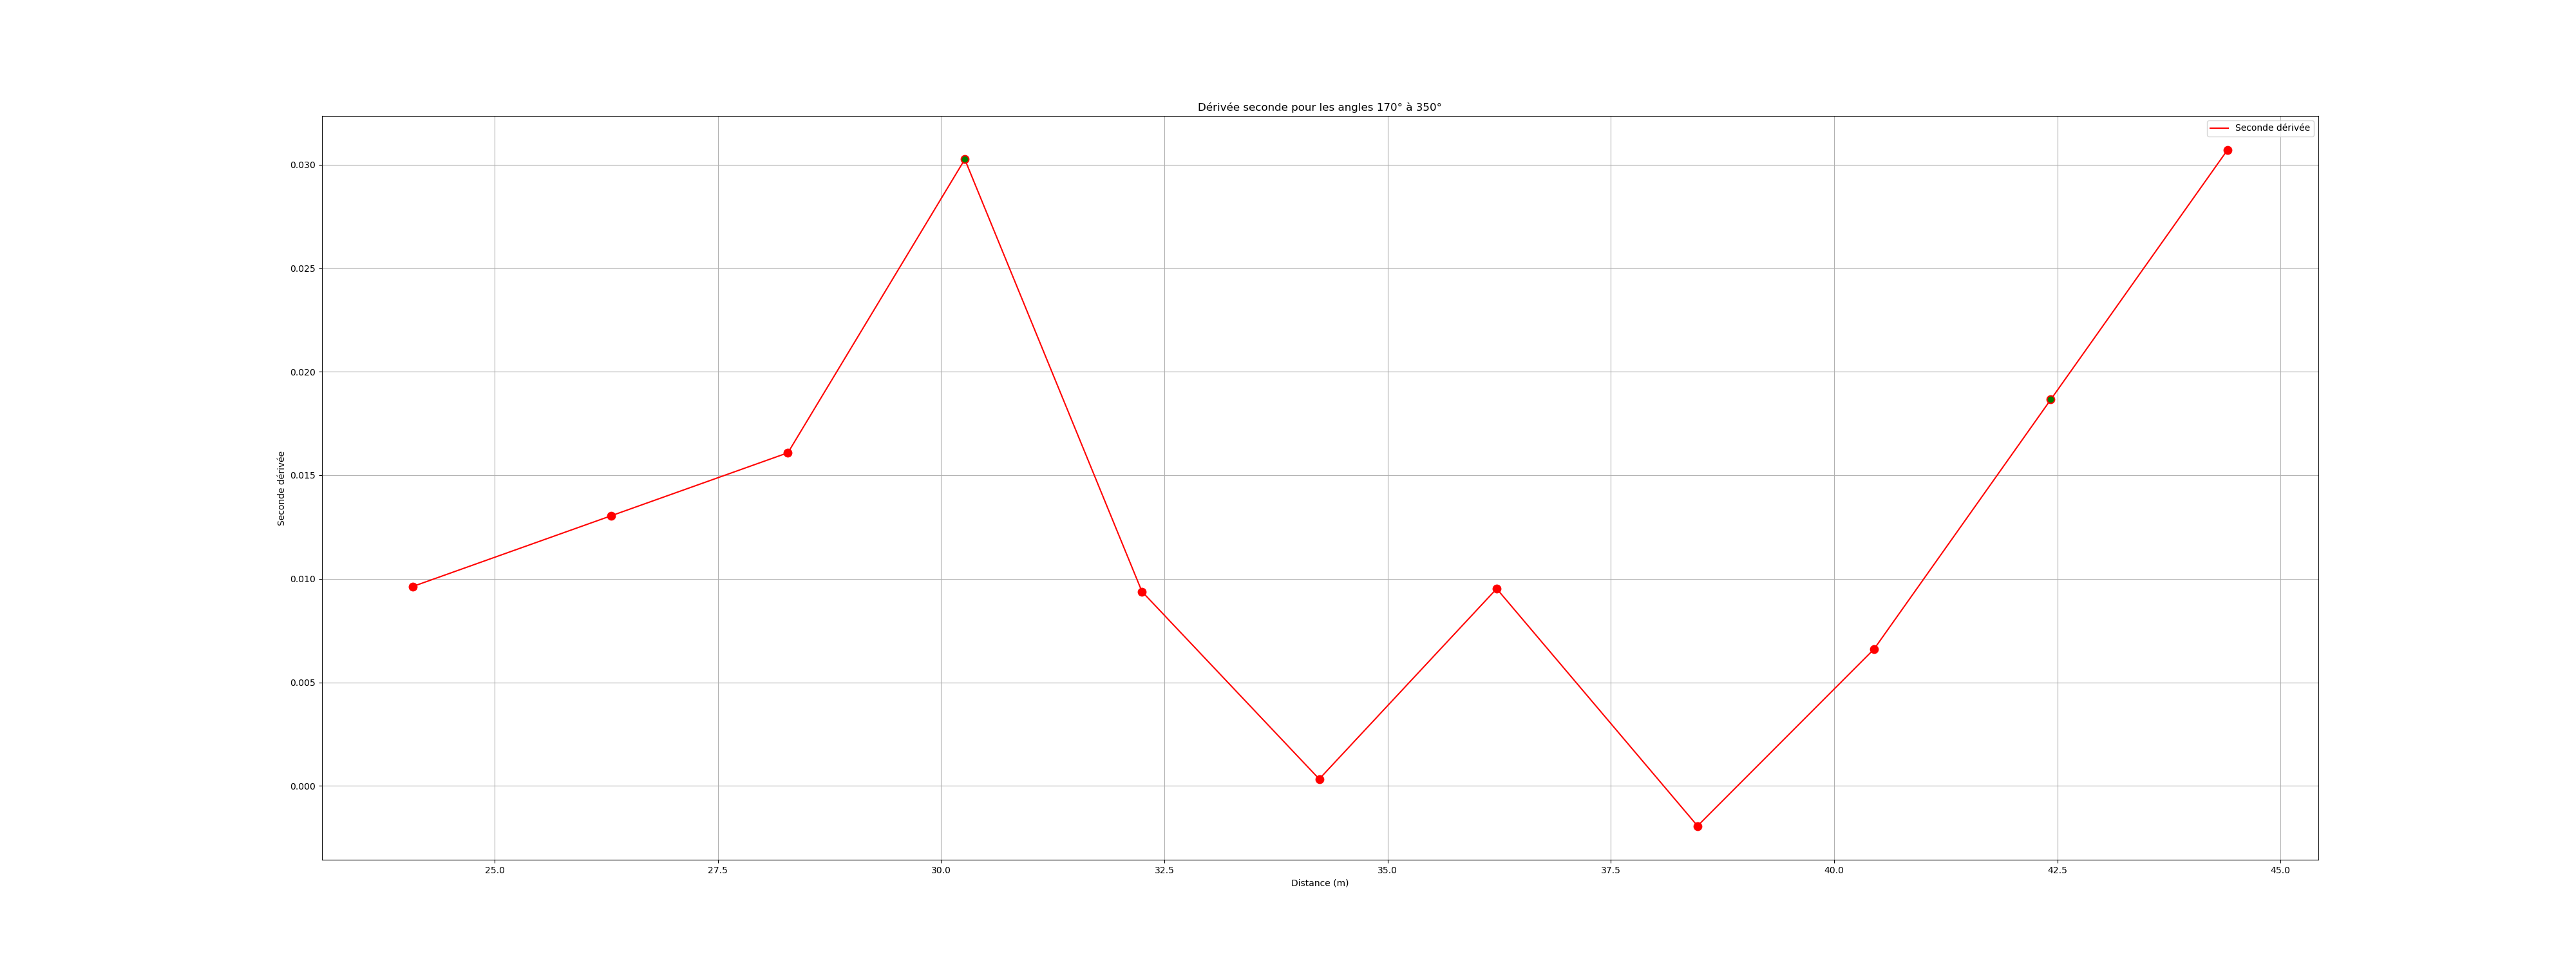 Dérivée seconde pour les angles 170° à 350°
Seconde dérivée
0.030
0.025
0.020
0.015
0.010
0.005
0.000
Seconde dérivée
25.0 27.5 30.0 32.5 35.0 37.5 40.0 42.5 45.0
Distance (m)